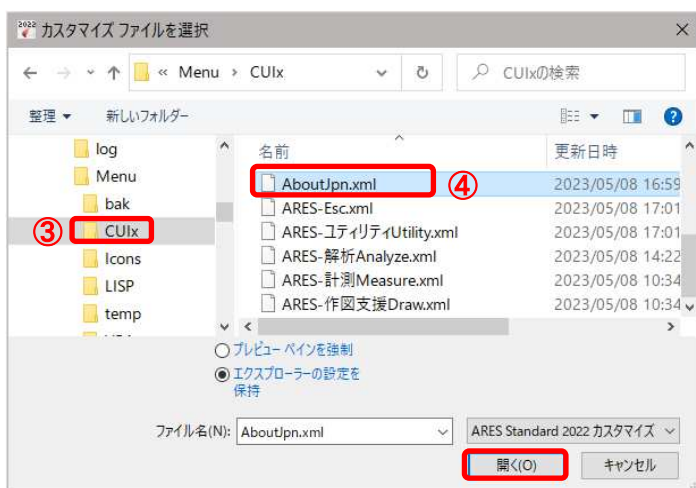 2022 カスタマイズ ファイルを選択
« Menu › CUIx
CUIxの検索
整理 新しいフォルダー
名前 更新日時
log
Menu
bak
③ CUIx
Icons
LISP
temp
AboutJpn.xml ④ 2023/05/08 16:59
ARES-Esc.xml 2023/05/08 17:01
ARES-ユティリティUtility.xml 2023/05/08 17:01
ARES-解析Analyze.xml 2023/05/08 14:22
ARES-計測Measure.xml 2023/05/08 10:34
ARES-作図支援Draw.xml 2023/05/08 10:34
プレビュー ペインを強制
エクスプローラーの設定を
保持
ファイル名(N): AboutJpn.xml ARES Standard 2022 カスタマイズ
開く(O) キャンセル